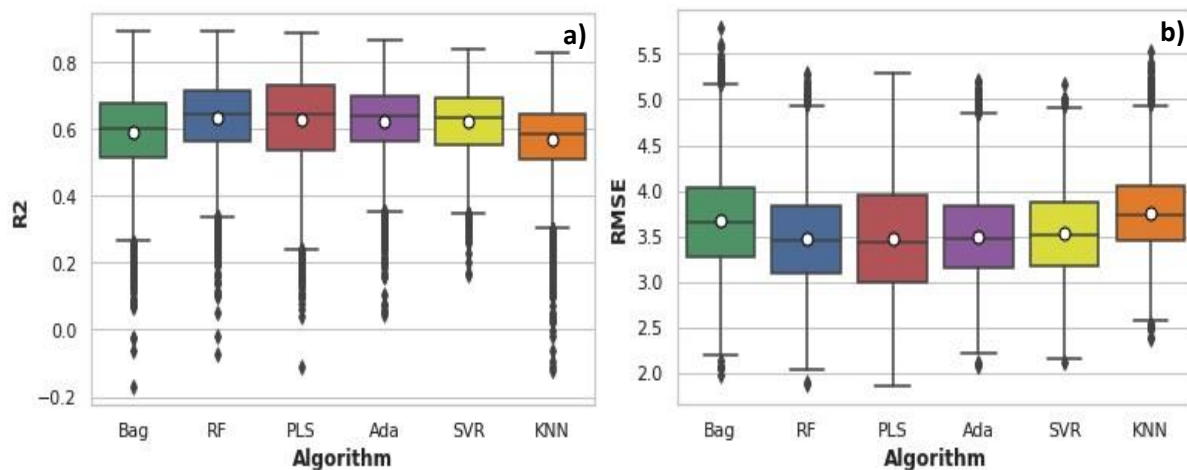 a)
R2
0.8
0.6
0.4
0.2
0.0
−0.2
Bag RF PLS Ada SVR KNN
Algorithm
b)
RMSE
5.5
5.0
4.5
4.0
3.5
3.0
2.5
2.0
Bag RF PLS Ada SVR KNN
Algorithm